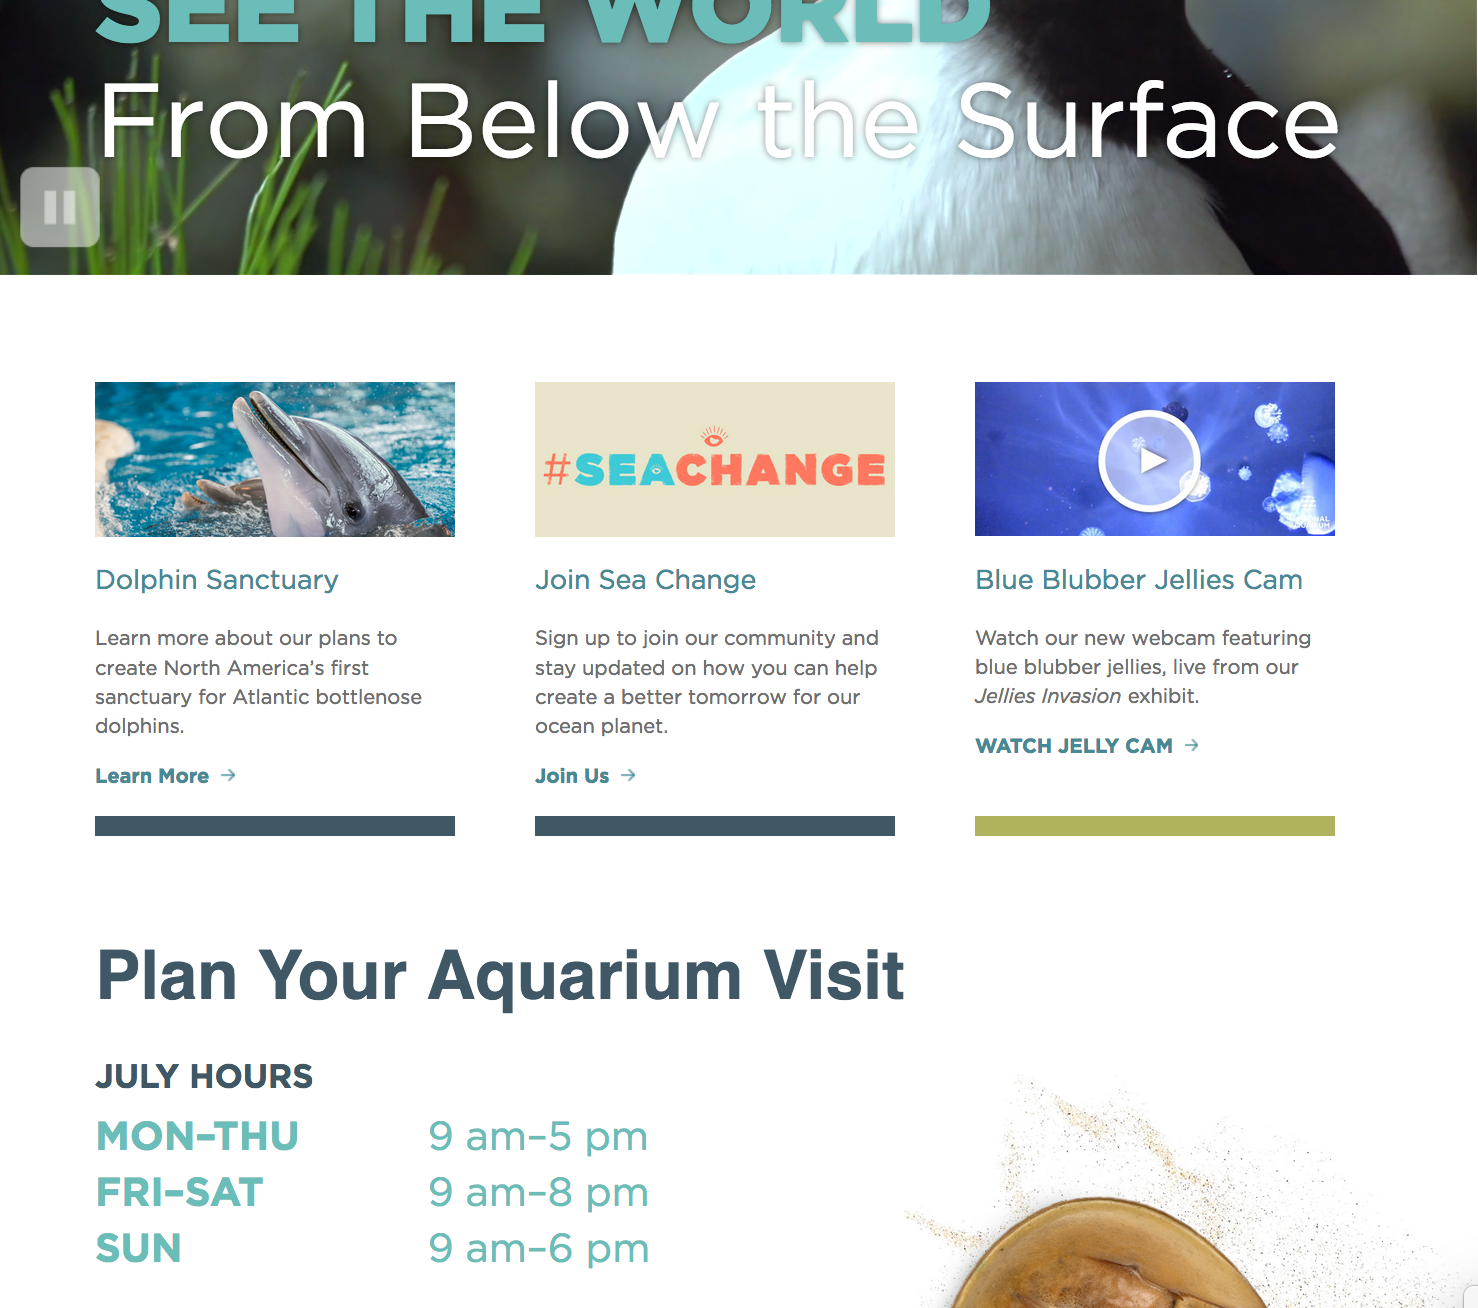 SEE THE WORLD
From Below the Surface
#SEACHANGE
NATIONAL
AQUARIUM
Dolphin Sanctuary
Learn more about our plans to
create North America's first
sanctuary for Atlantic bottlenose
dolphins.
Learn More →
Join Sea Change
Sign up to join our community and
stay updated on how you can help
create a better tomorrow for our
ocean planet.
Join Us →
Blue Blubber Jellies Cam
Watch our new webcam featuring
blue blubber jellies, live from our
Jellies Invasion exhibit.
WATCH JELLY CAM →
Plan Your Aquarium Visit
JULY HOURS
MON–THU 9 am–5 pm
FRI–SAT 9 am–8 pm
SUN 9 am–6 pm